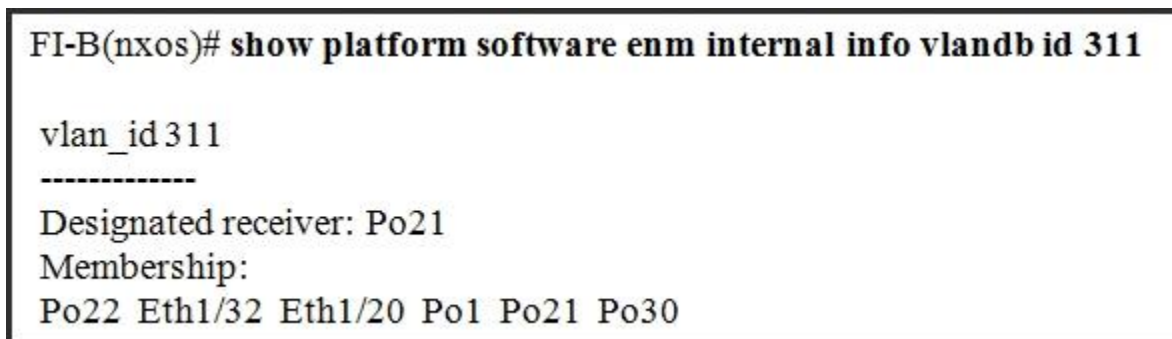 FI-B(nxos)# show platform software enm internal info vlandb id 311
vlan_id 311
-------------
Designated receiver: Po21
Membership:
Po22 Eth1/32 Eth1/20 Po1 Po21 Po30